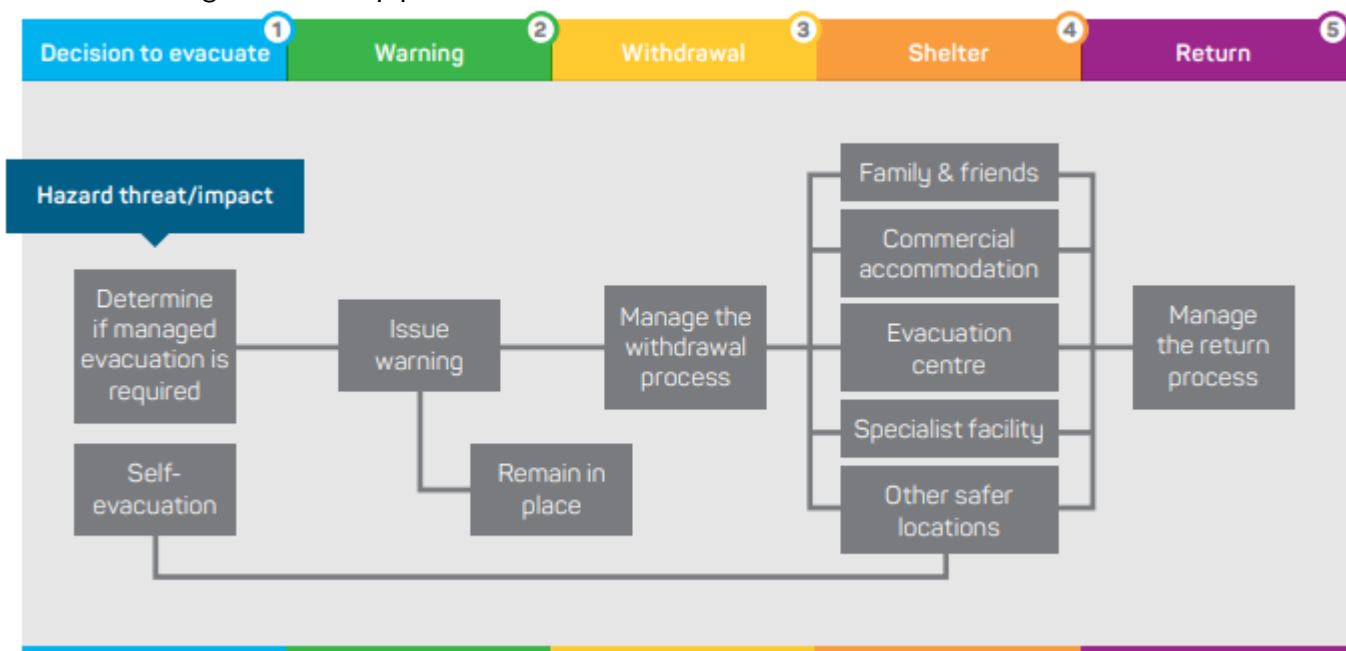 Decision to evacuate
1
Warning
2
Withdrawal
3
Shelter
4
Return
5
Hazard threat/impact
Determine
if managed
evacuation is
required
Self-
evacuation
Issue
warning
Remain in
place
Manage the
withdrawal
process
Family & friends
Commercial
accommodation
Evacuation
centre
Specialist facility
Other safer
locations
Manage
the return
process